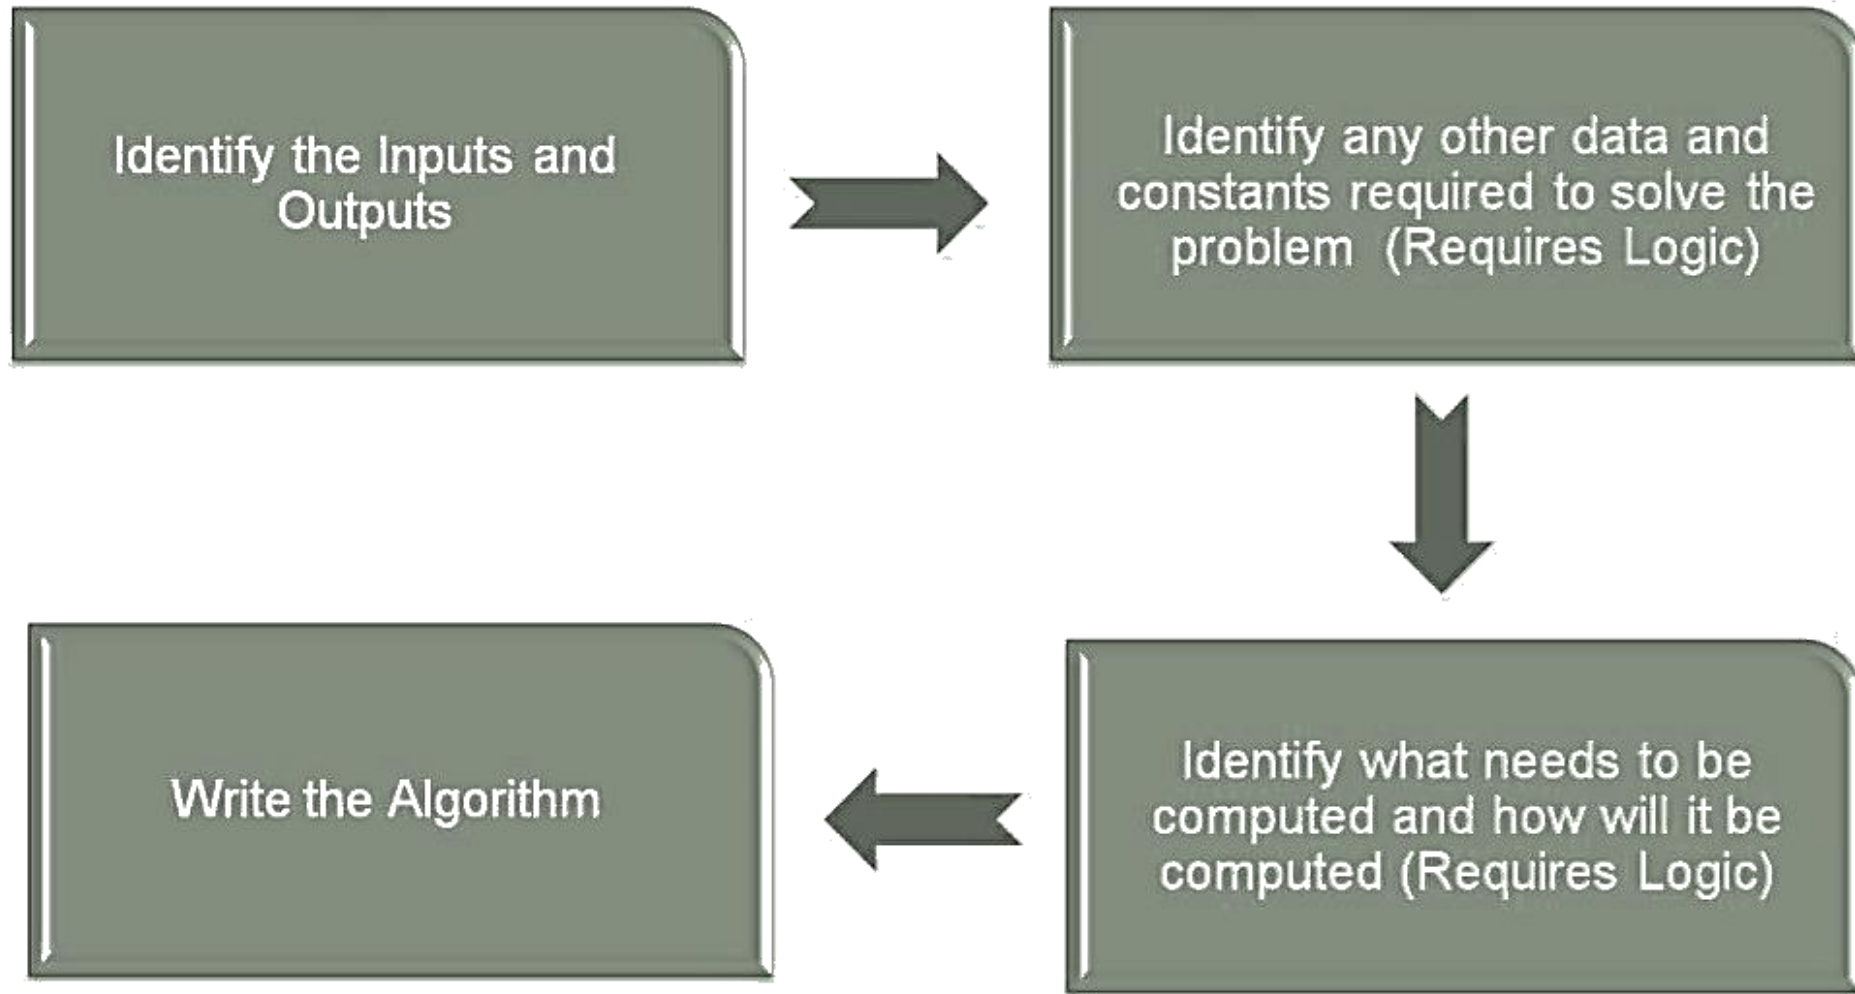 Identify the Inputs and
Outputs
Identify any other data and
constants required to solve the
problem (Requires Logic)
Identify what needs to be
computed and how will it be
computed (Requires Logic)
Write the Algorithm